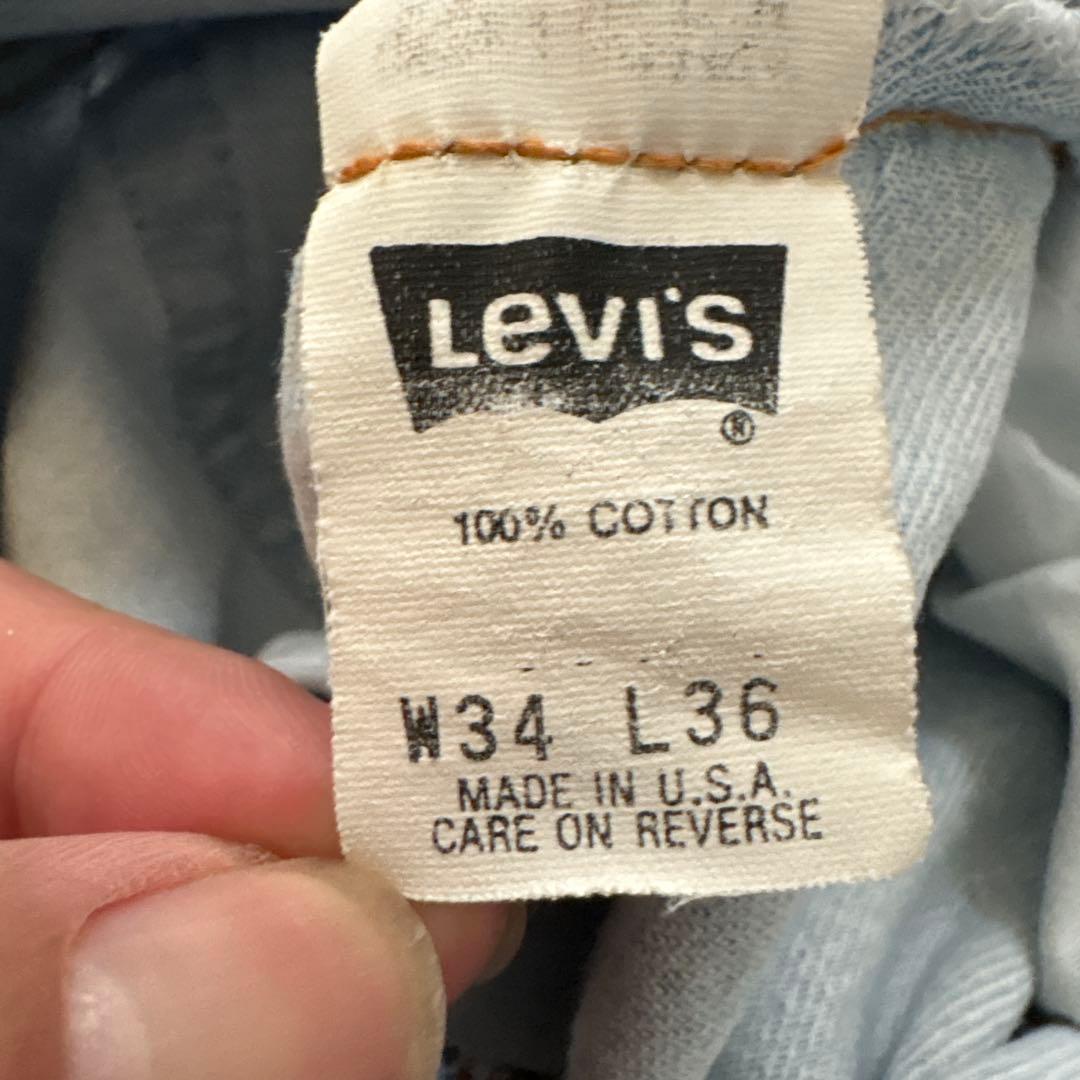 Levi's
®
100% COTTON
W34 L36
MADE IN U.S.A.
CARE ON REVERSE